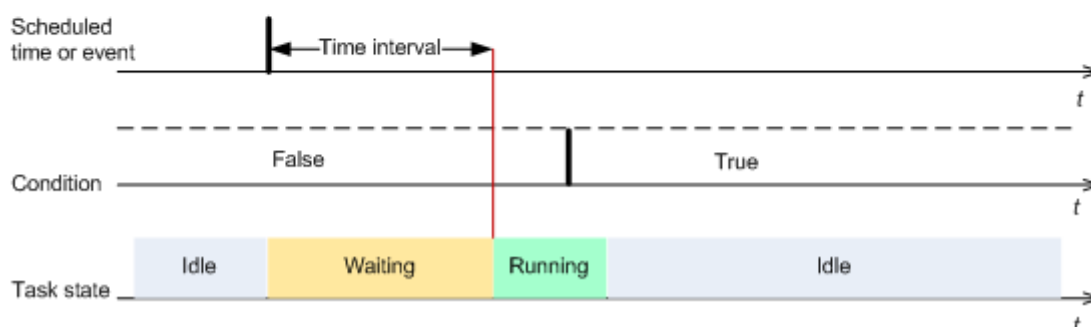 Scheduled
time or event
Time interval
t
False
True
Condition
t
Idle
Waiting
Running
Idle
Task state
t